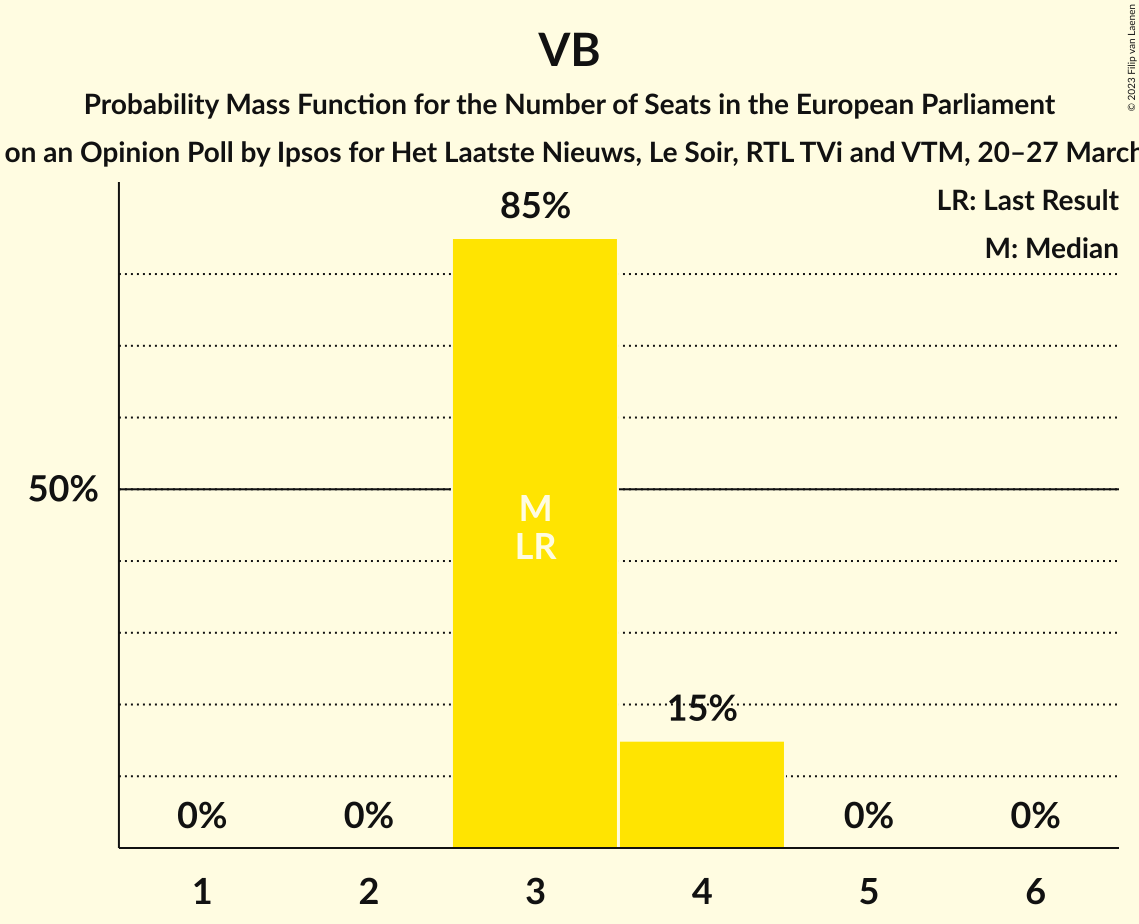 VB
Probability Mass Function for the Number of Seats in the European Parliament
on an Opinion Poll by Ipsos for Het Laatste Nieuws, Le Soir, RTL TVi and VTM, 20–27 March
© 2023 Filip van Laenen
LR: Last Result
M: Median
85%
50%
M
LR
15%
0%
0%
0%
0%
1
2
3
4
5
6